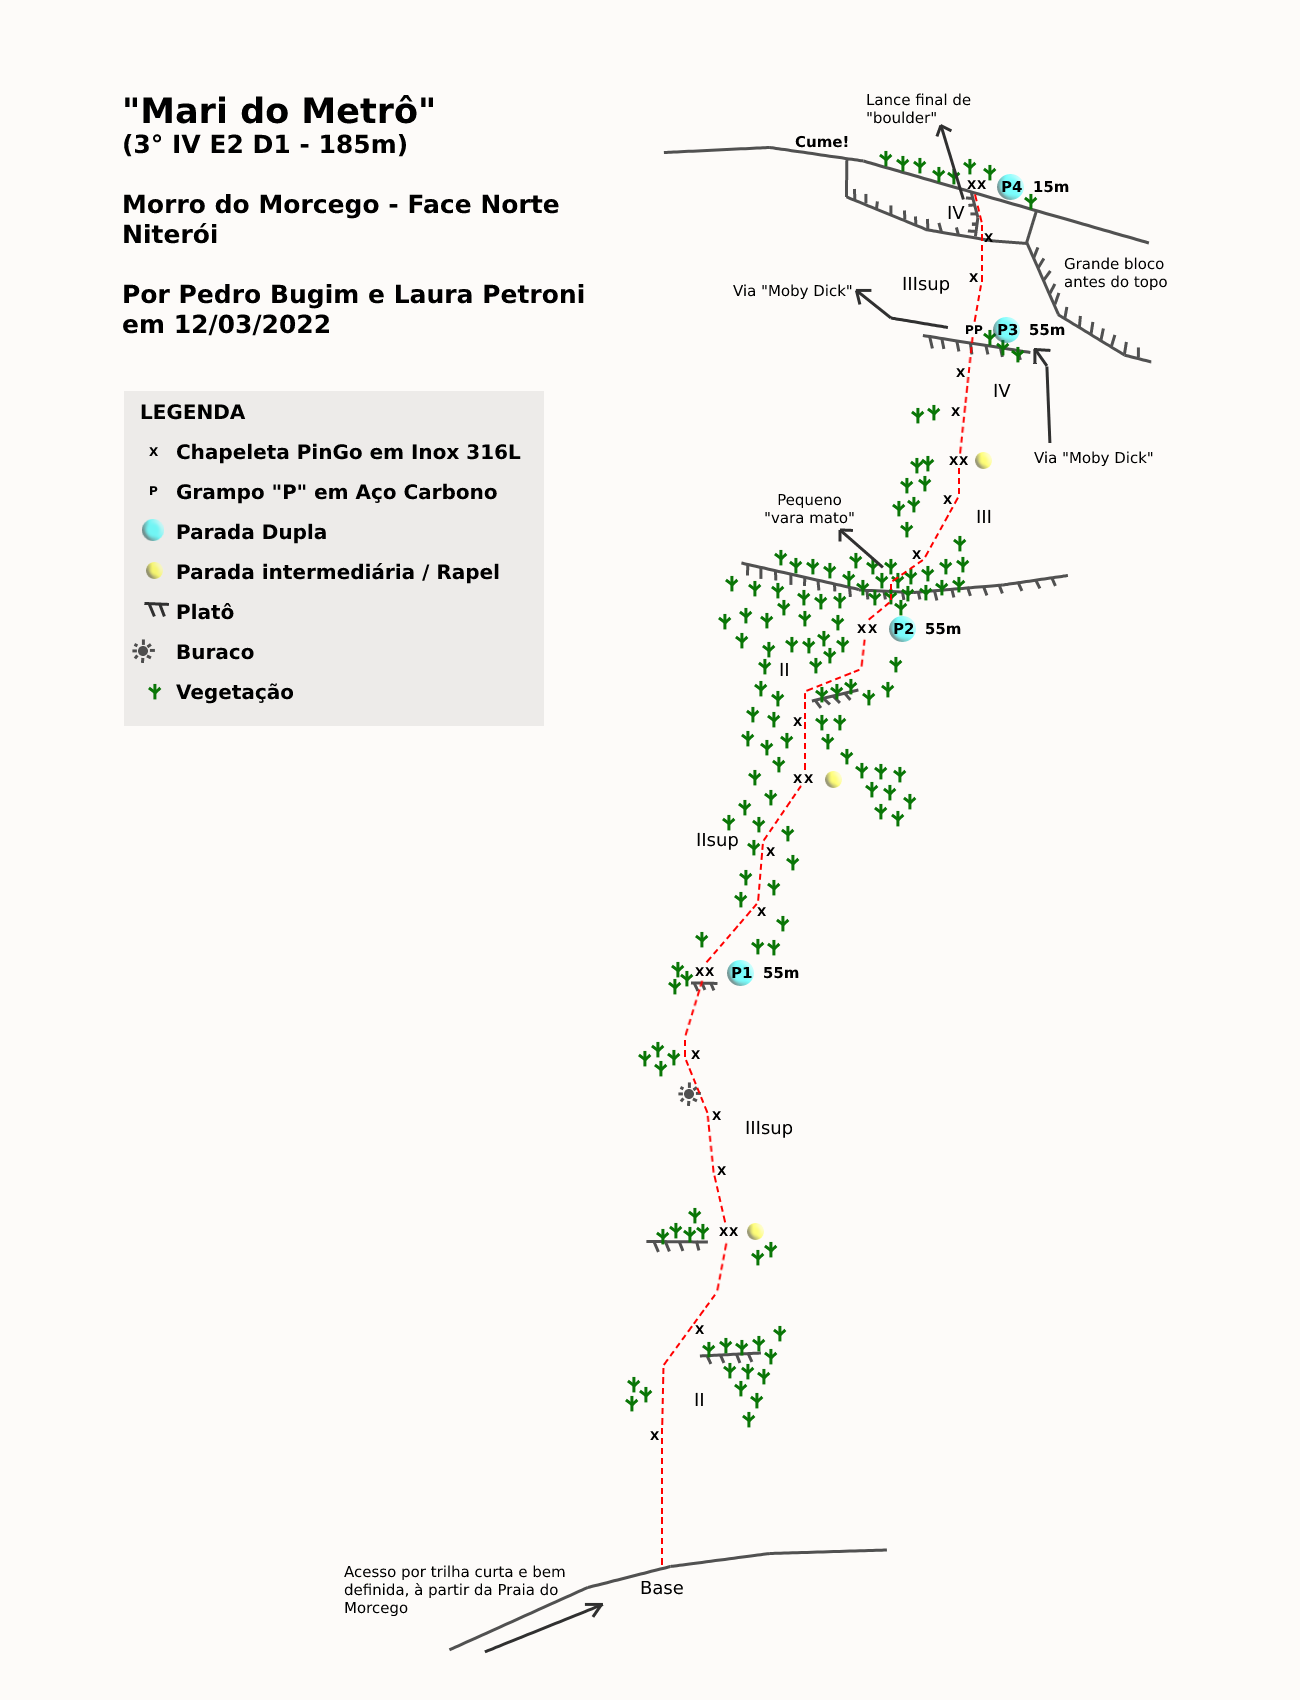 "Mari do Metrô"
(3° IV E2 D1 - 185m)
Morro do Morcego - Face Norte
Niterói
Por Pedro Bugim e Laura Petroni
em 12/03/2022
LEGENDA
x Chapeleta PinGo em Inox 316L
P Grampo "P" em Aço Carbono
Parada Dupla
Parada intermediária / Rapel
Platô
Buraco
Vegetação
Lance final de
"boulder"
Cume!
xx P4 15m
IV
x
Grande bloco
antes do topo
x
IIIsup
Via "Moby Dick"
PP P3 55m
x
IV
x
Via "Moby Dick"
xx
x
Pequeno
"vara mato"
III
x
xx P2 55m
II
x
xx
IIsup
x
x
xx P1 55m
x
x
IIIsup
x
xx
x
II
x
Acesso por trilha curta e bem
definida, à partir da Praia do
Morcego
Base